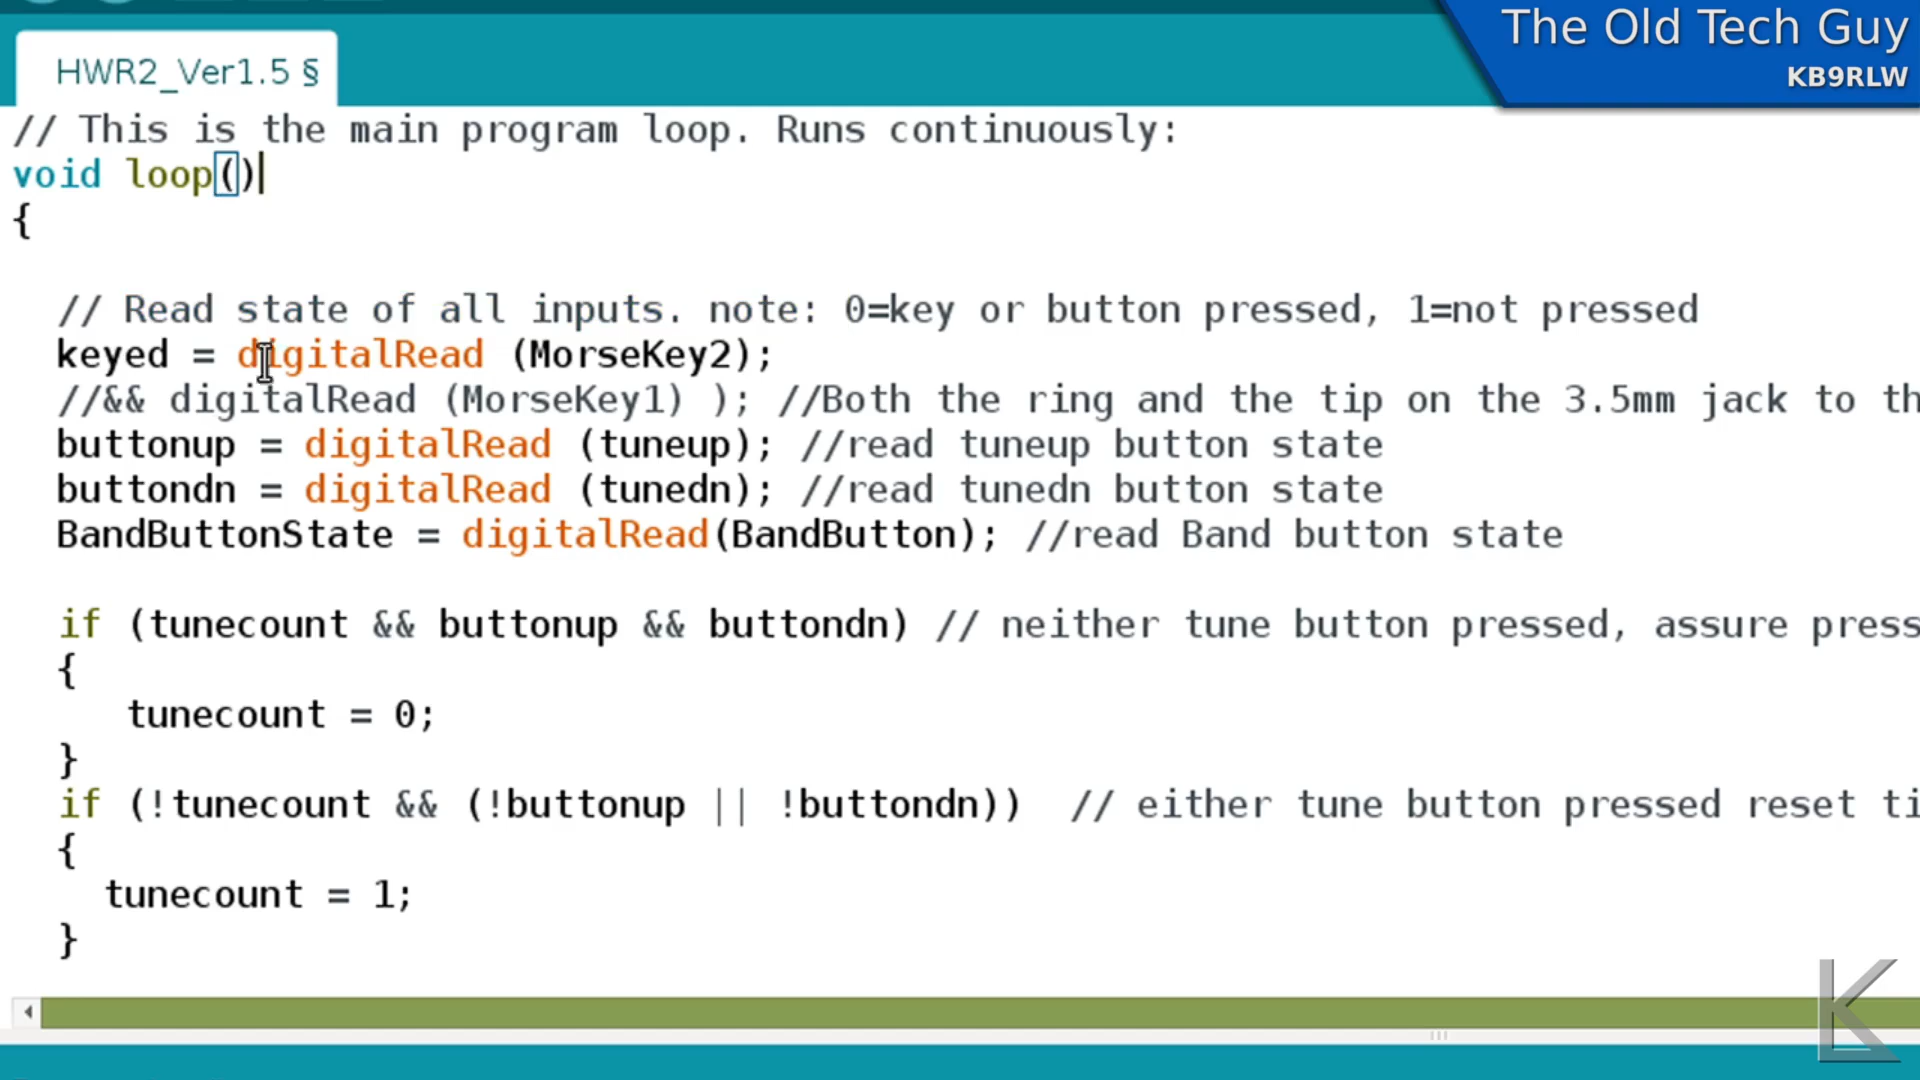 The Old Tech Guy
KB9RLW
HWR2_Ver1.5 §
// This is the main program loop. Runs continuously:
void loop()
{
// Read state of all inputs. note: 0=key or button pressed, 1=not pressed
keyed = digitalRead (MorseKey2);
//&& digitalRead (MorseKey1) ); //Both the ring and the tip on the 3.5mm jack to
buttonup = digitalRead (tuneup); //read tuneup button state
buttondn = digitalRead (tunedn); //read tunedn button state
BandButtonState = digitalRead(BandButton); //read Band button state
if (tunecount && buttonup && buttondn) // neither tune button pressed, assure
{
tunecount = 0;
}
if (!tunecount && (!buttonup || !buttondn))  // either tune button pressed reset
{
tunecount = 1;
}
K